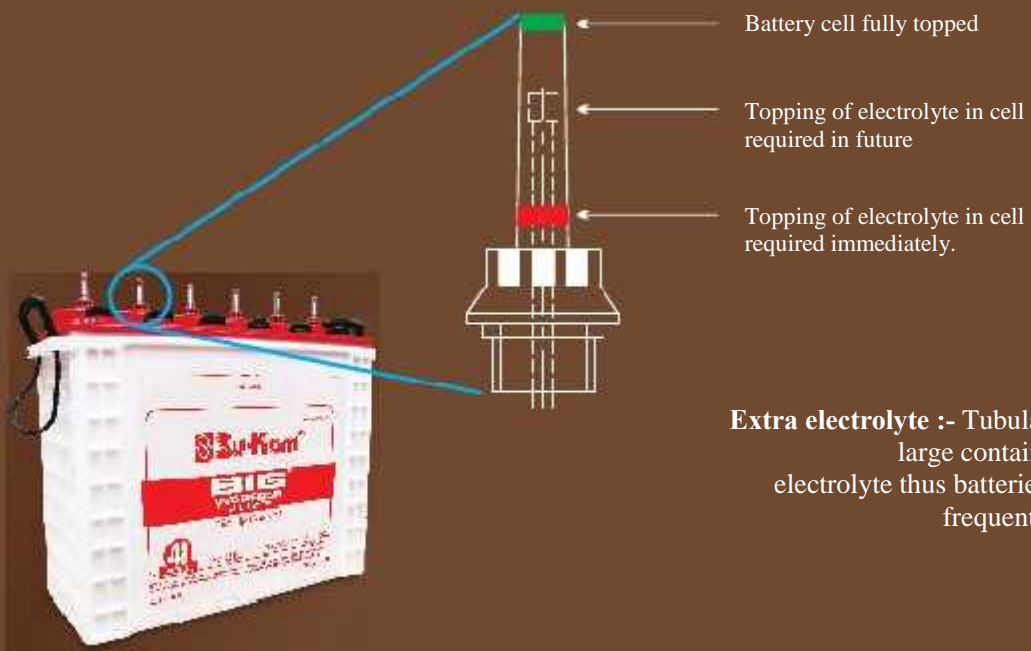 Battery cell fully topped
Topping of electrolyte in cell
required in future
Topping of electrolyte in cell
required immediately.
Extra electrolyte :- Tubula
large contai
electrolyte thus batterie
frequent
Su-Kam
BIG